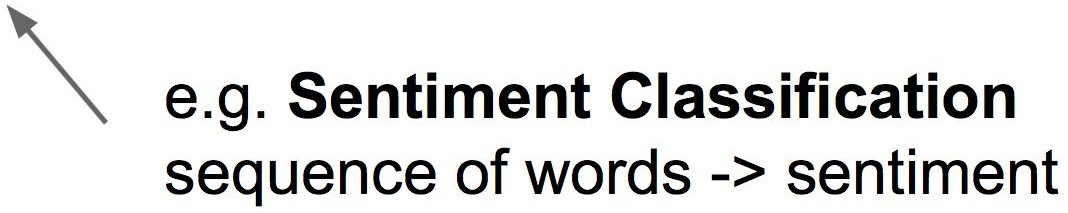 e.g. Sentiment Classification
sequence of words -> sentiment